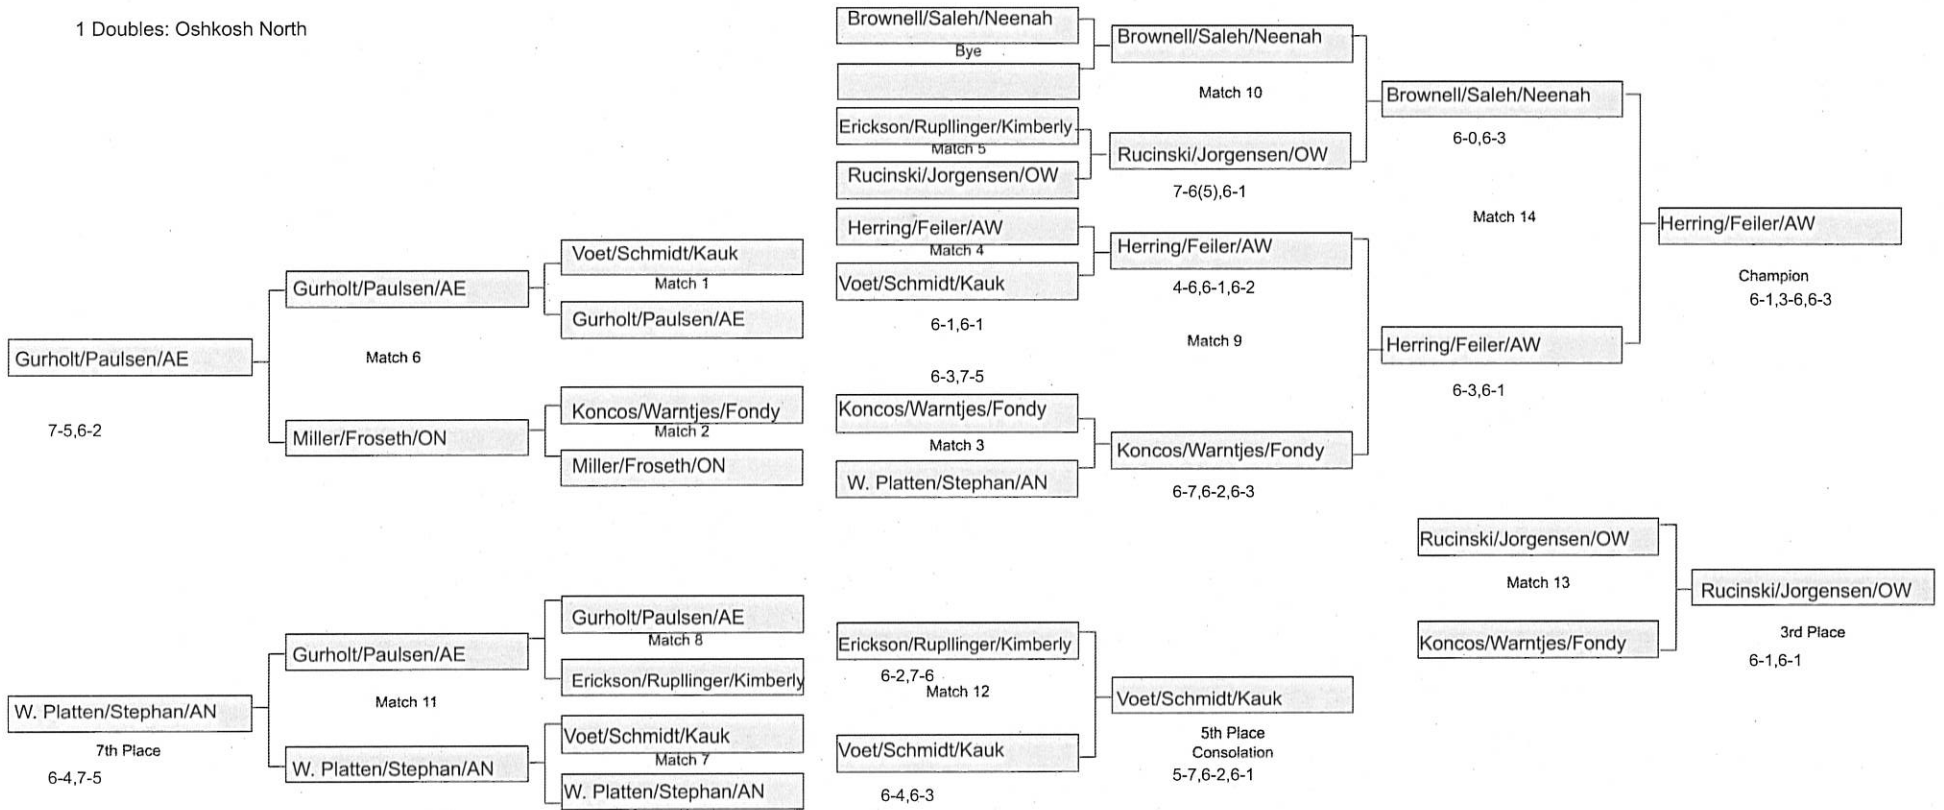 1 Doubles: Oshkosh North
Brownell/Saleh/Neenah
Bye
Brownell/Saleh/Neenah
Match 10
Brownell/Saleh/Neenah
6-0,6-3
Erickson/Rupllinger/Kimberly
Match 5
Rucinski/Jorgensen/OW
Rucinski/Jorgensen/OW
7-6(5),6-1
Match 14
Herring/Feiler/AW
Champion
6-1,3-6,6-3
Herring/Feiler/AW
Match 4
Voet/Schmidt/Kauk
6-1,6-1
Herring/Feiler/AW
4-6,6-1,6-2
Match 9
Herring/Feiler/AW
6-3,6-1
6-3,7-5
Koncos/Warntjes/Fondy
Match 3
W. Platten/Stephan/AN
Koncos/Warntjes/Fondy
6-7,6-2,6-3
Voet/Schmidt/Kauk
Match 1
Gurholt/Paulsen/AE
Gurholt/Paulsen/AE
Match 6
Gurholt/Paulsen/AE
7-5,6-2
Koncos/Warntjes/Fondy
Match 2
Miller/Froseth/ON
Miller/Froseth/ON
Rucinski/Jorgensen/OW
Match 13
Koncos/Warntjes/Fondy
Rucinski/Jorgensen/OW
3rd Place
6-1,6-1
Gurholt/Paulsen/AE
Match 8
Erickson/Rupllinger/Kimberly
Gurholt/Paulsen/AE
Match 11
W. Platten/Stephan/AN
7th Place
6-4,7-5
Voet/Schmidt/Kauk
Match 7
W. Platten/Stephan/AN
W. Platten/Stephan/AN
Erickson/Rupllinger/Kimberly
6-2,7-6
Match 12
Voet/Schmidt/Kauk
6-4,6-3
Voet/Schmidt/Kauk
5th Place
Consolation
5-7,6-2,6-1